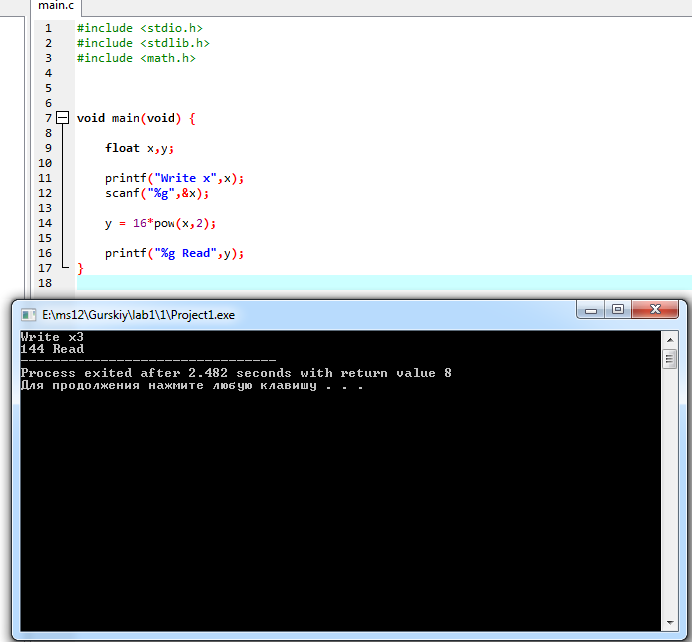 main.c
1 #include <stdio.h>
2 #include <stdlib.h>
3 #include <math.h>
4
5
6
7 void main(void) {
8
9 float x,y;
10
11 printf("Write x",x);
12 scanf("%g",&x);
13
14 y = 16*pow(x,2);
15
16 printf("%g Read",y);
17 }
18
E:\ms12\Gurskiy\lab1\1\Project1.exe
Write x3
144 Read
--------------------------------
Process exited after 2.482 seconds with return value 8
Для продолжения нажмите любую клавишу . . .